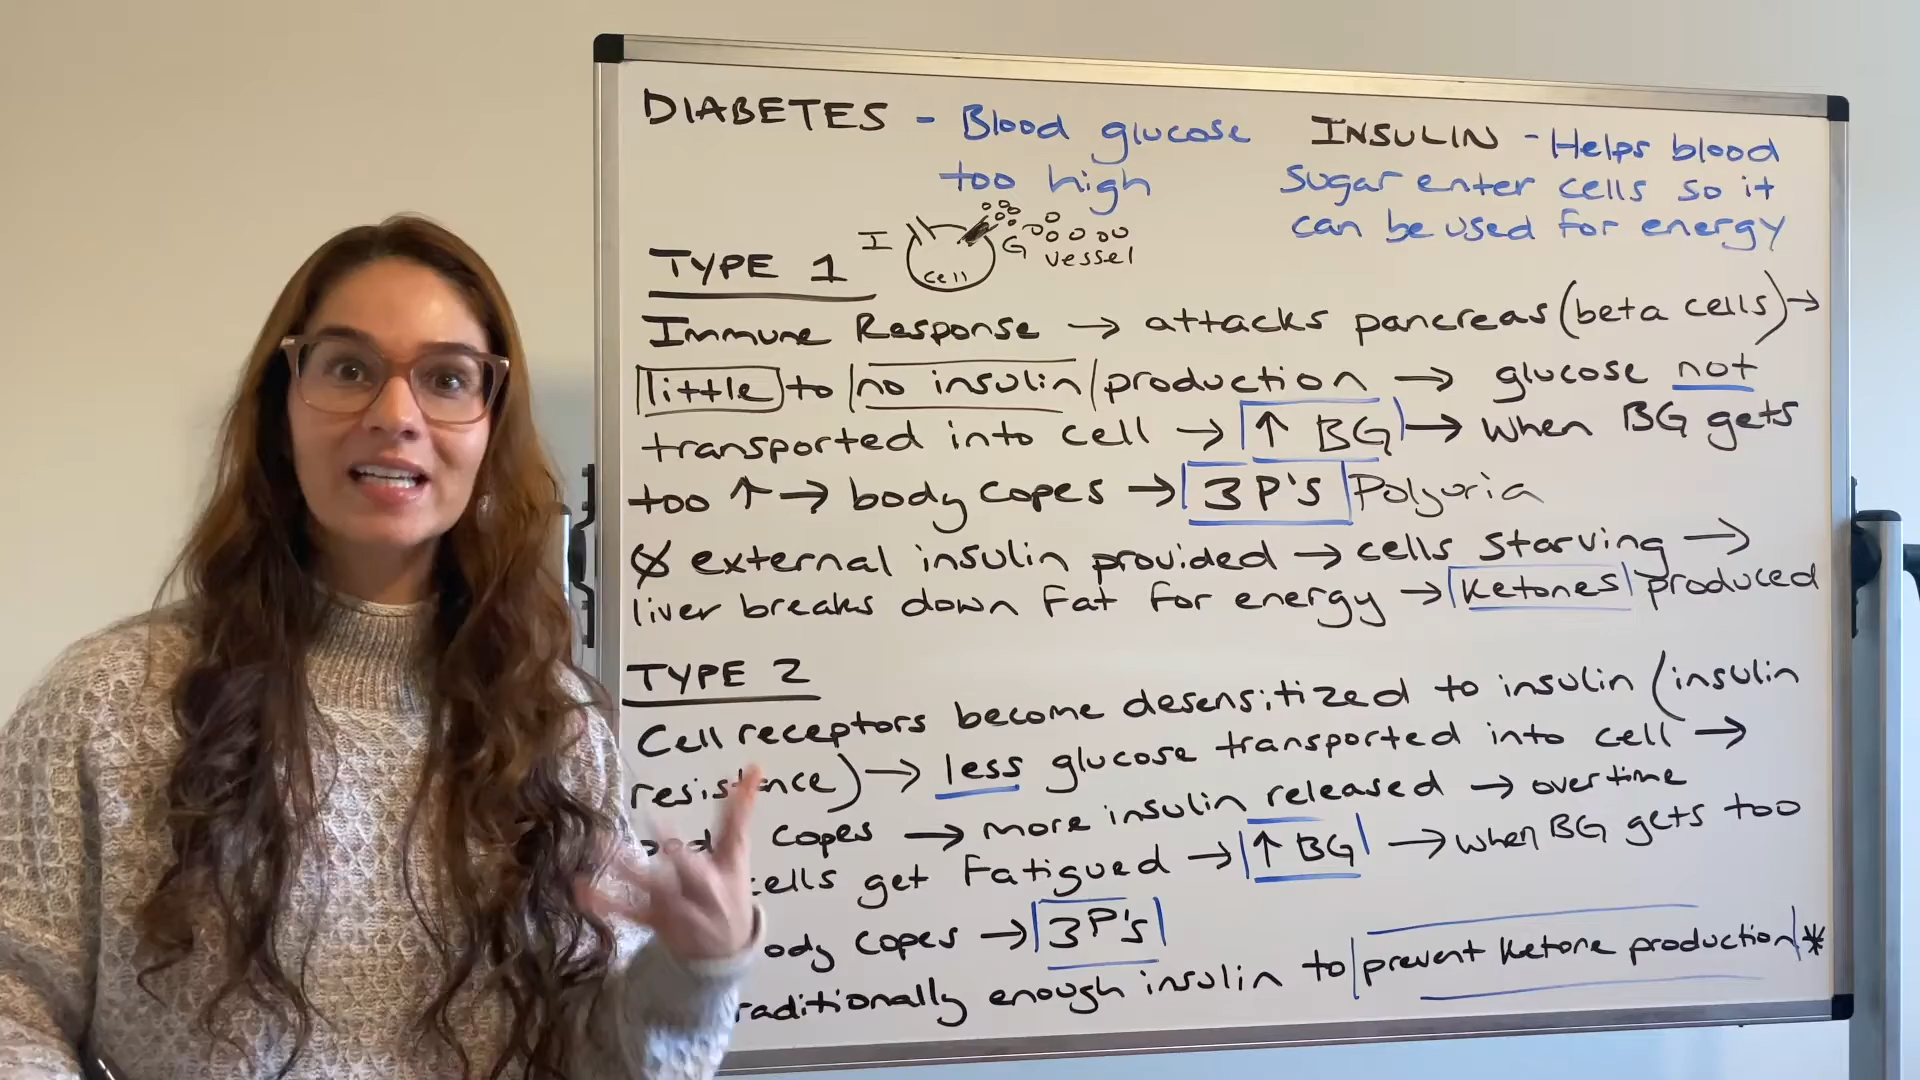 DIABETES - Blood glucose
too high
INSULIN - Helps blood
sugar enter cells so it
can be used for energy
TYPE 1
I
cell
G
vessel
Immune Response → attacks pancreas (beta cells) →
little to no insulin production → glucose not
transported into cell → ↑ BG → when BG gets
too ↑ → body copes → 3 P's Polyuria
Ø external insulin provided → cells starving →
liver breaks down fat for energy → ketones produced
TYPE 2
Cell receptors become desensitized to insulin (insulin
resistance) → less glucose transported into cell →
copes → more insulin released → overtime
get fatigued → ↑ BG → when BG gets too
copes → 3P's
enough insulin to prevent ketone production *